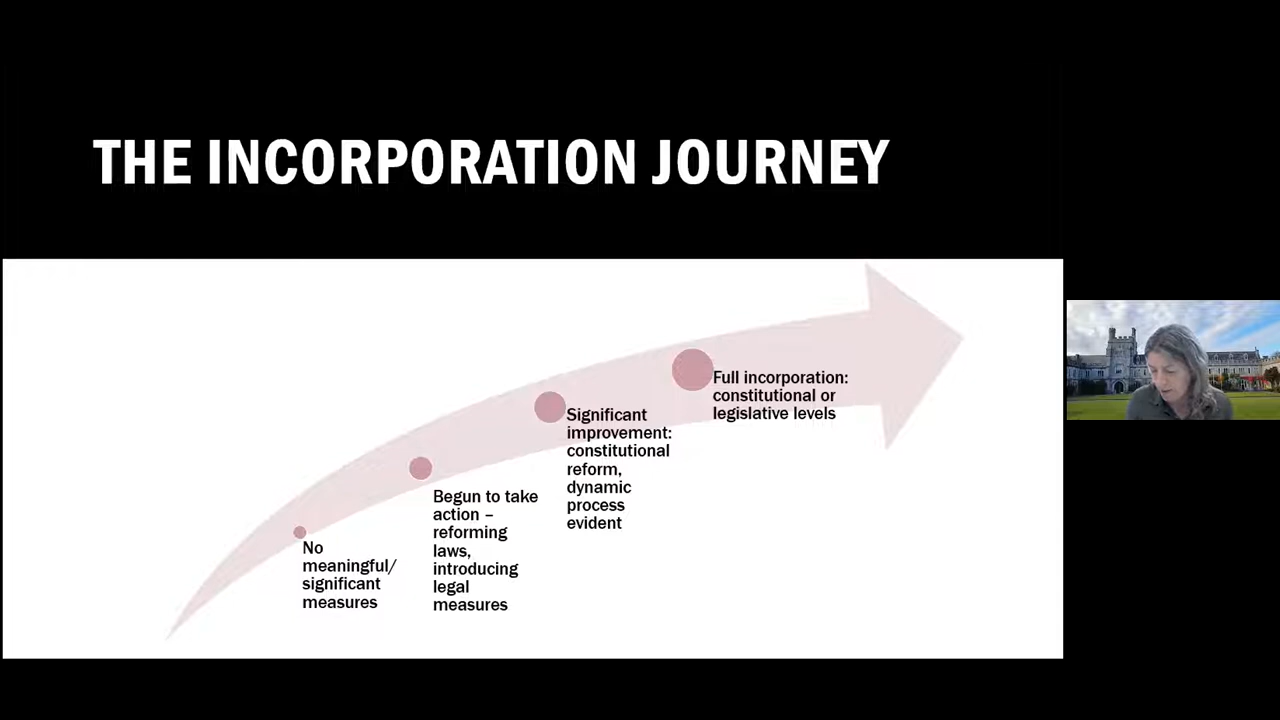 THE INCORPORATION JOURNEY
No
meaningful/
significant
measures
Begun to take
action –
reforming
laws,
introducing
legal
measures
Significant
improvement:
constitutional
reform,
dynamic
process
evident
Full incorporation:
constitutional or
legislative levels